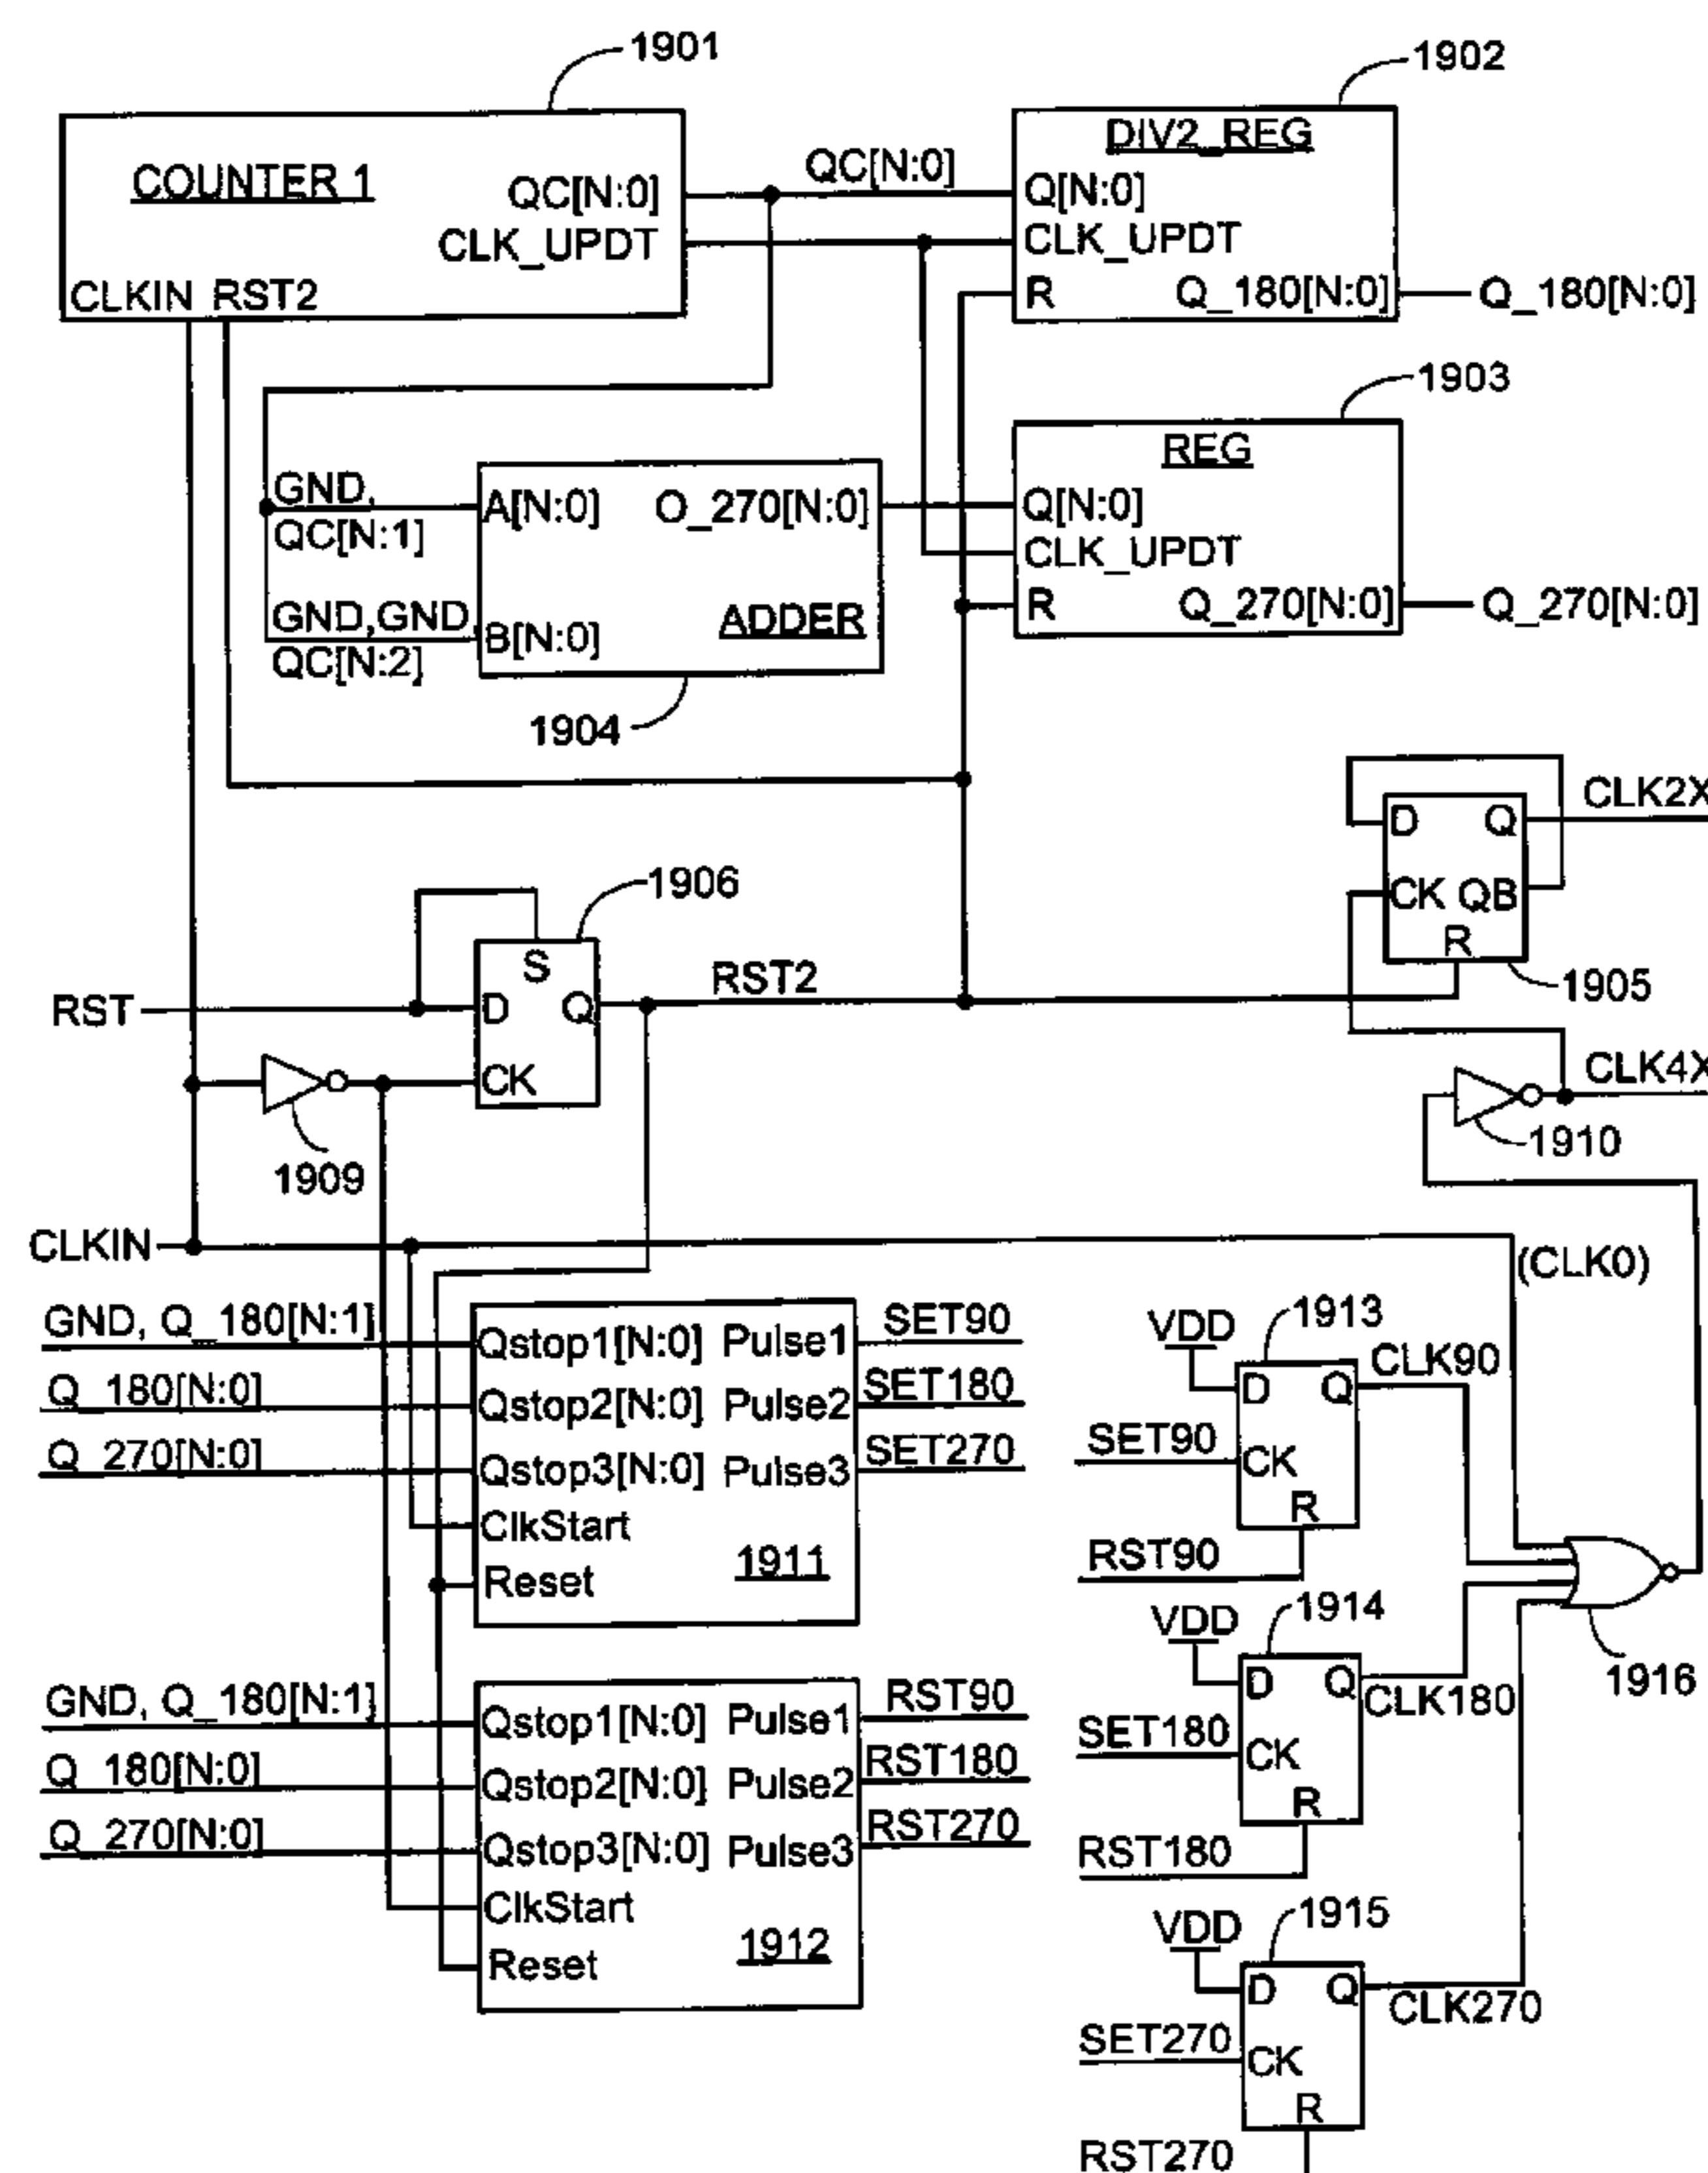 1901
1902
COUNTER 1
QC[N:0]
CLK_UPDT
CLKIN RST2
QC[N:0]
DIV2_REG
Q[N:0]
CLK_UPDT
R
Q_180[N:0]
Q_180[N:0]
1903
REG
Q[N:0]
CLK_UPDT
R
Q_270[N:0]
Q_270[N:0]
GND,
QC[N:1]
A[N:0]
O_270[N:0]
GND,GND,
QC[N:2]
B[N:0]
ADDER
1904
CLK2X
D
Q
CK
QB
R
1905
1906
S
RST
D
Q
CK
RST2
1909
CLK4X
1910
CLKIN
(CLK0)
GND, Q_180[N:1]
Qstop1[N:0]
Pulse1
SET90
Q_180[N:0]
Qstop2[N:0]
Pulse2
SET180
Q_270[N:0]
Qstop3[N:0]
Pulse3
SET270
ClkStart
Reset
1911
GND, Q_180[N:1]
Qstop1[N:0]
Pulse1
RST90
Q_180[N:0]
Qstop2[N:0]
Pulse2
RST180
Q_270[N:0]
Qstop3[N:0]
Pulse3
RST270
ClkStart
Reset
1912
VDD
1913
D
Q
CLK90
SET90
CK
R
RST90
VDD
1914
D
Q
CLK180
SET180
CK
R
RST180
1916
VDD
1915
D
Q
CLK270
SET270
CK
R
RST270